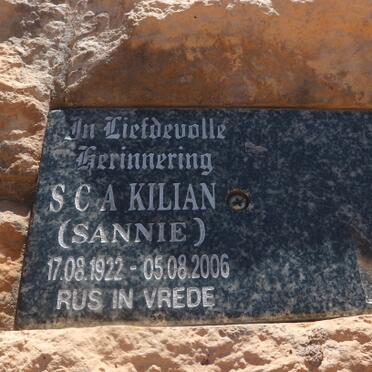 In Liefdevolle
Herinnering
S C A KILIAN
(SANNIE)
17.08.1922 - 05.08.2006
RUS IN VREDE